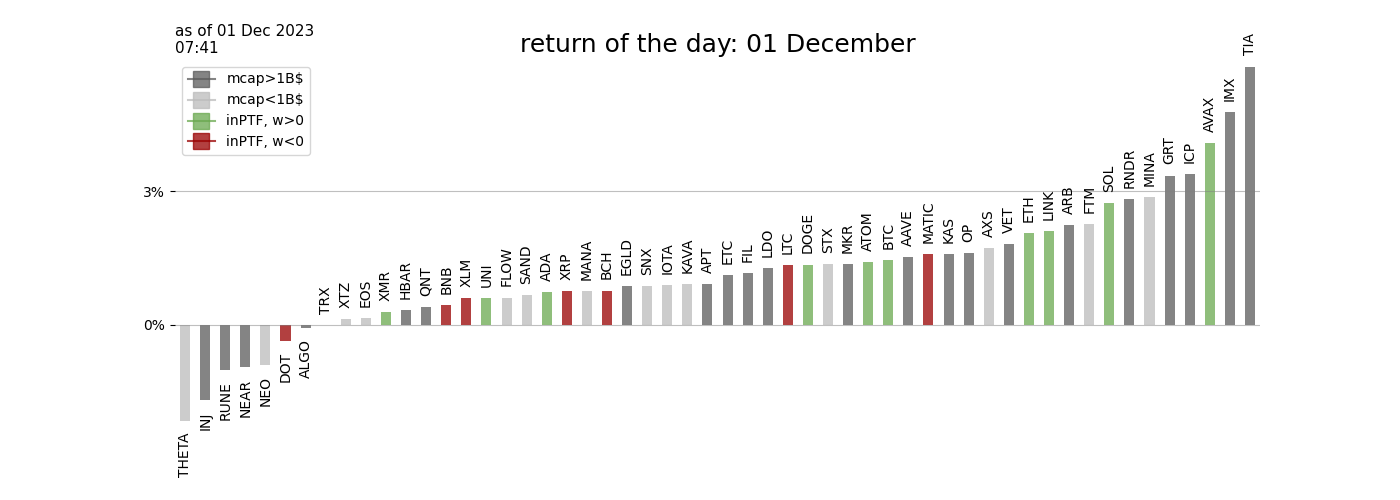 as of 01 Dec 2023
07:41
return of the day: 01 December
mcap>1B$
mcap<1B$
inPTF, w>0
inPTF, w<0
3%
0%
THETA
INJ
RUNE
NEAR
NEO
DOT
ALGO
TRX
XTZ
EOS
XMR
HBAR
QNT
BNB
XLM
UNI
FLOW
SAND
ADA
XRP
MANA
BCH
EGLD
SNX
IOTA
KAVA
APT
ETC
FIL
LDO
LTC
DOGE
STX
MKR
ATOM
BTC
AAVE
MATIC
KAS
OP
AXS
VET
ETH
LINK
ARB
FTM
SOL
RNDR
MINA
GRT
ICP
AVAX
IMX
TIA